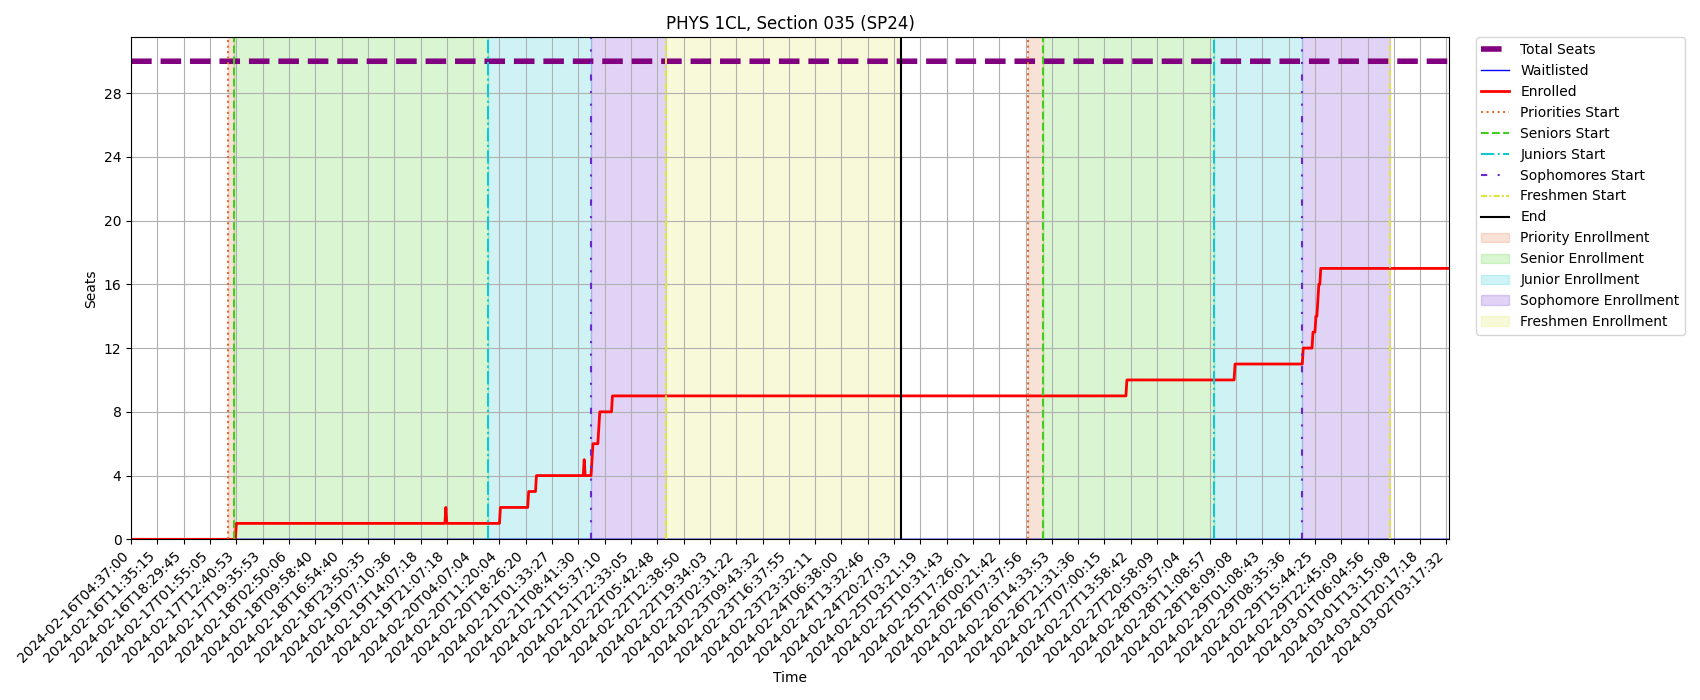 PHYS 1CL, Section 035 (SP24)
Total Seats
Waitlisted
Enrolled
Priorities Start
Seniors Start
Juniors Start
Sophomores Start
Freshmen Start
End
Priority Enrollment
Senior Enrollment
Junior Enrollment
Sophomore Enrollment
Freshmen Enrollment
Seats
28
24
20
16
12
8
4
0
2024-02-16T04:37:00
2024-02-16T11:35:15
2024-02-16T18:29:45
2024-02-17T01:55:05
2024-02-17T12:40:53
2024-02-17T19:35:53
2024-02-18T02:50:06
2024-02-18T09:58:40
2024-02-18T16:54:40
2024-02-18T23:50:35
2024-02-19T07:10:36
2024-02-19T14:07:18
2024-02-19T21:07:18
2024-02-20T04:07:04
2024-02-20T11:20:04
2024-02-20T18:26:20
2024-02-21T01:33:27
2024-02-21T08:41:30
2024-02-21T15:37:10
2024-02-21T22:33:05
2024-02-22T05:42:48
2024-02-22T12:38:50
2024-02-22T19:34:03
2024-02-23T02:31:22
2024-02-23T09:43:32
2024-02-23T16:37:55
2024-02-23T23:32:11
2024-02-24T06:38:00
2024-02-24T13:32:46
2024-02-24T20:27:03
2024-02-25T03:21:19
2024-02-25T10:31:43
2024-02-25T17:26:01
2024-02-26T00:21:42
2024-02-26T07:37:56
2024-02-26T14:33:53
2024-02-26T21:31:36
2024-02-27T07:00:15
2024-02-27T13:58:42
2024-02-27T20:58:09
2024-02-28T03:57:04
2024-02-28T11:08:57
2024-02-28T18:09:08
2024-02-29T01:08:43
2024-02-29T08:35:36
2024-02-29T15:44:25
2024-02-29T22:45:09
2024-03-01T06:04:56
2024-03-01T13:15:08
2024-03-01T20:17:18
2024-03-02T03:17:32
Time